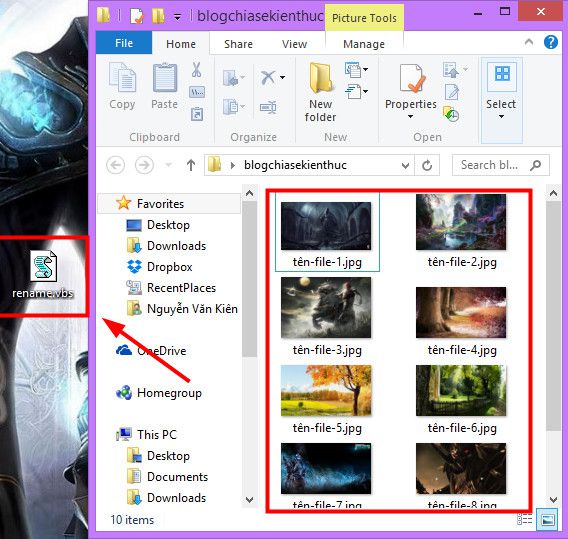 blogchiasekienthuc
Picture Tools
File
Home
Share
View
Manage
Copy
Paste
New
folder
Properties
Select
Clipboard
Organize
New
Open
blogchiasekienthuc
Search bl...
Favorites
Desktop
Downloads
Dropbox
RecentPlaces
Nguyễn Văn Kiên
OneDrive
Homegroup
This PC
Desktop
Documents
Downloads
tên-file-1.jpg
tên-file-2.jpg
tên-file-3.jpg
tên-file-4.jpg
tên-file-5.jpg
tên-file-6.jpg
tên-file-7.jpg
tên-file-8.jpg
10 items
rename.vbs